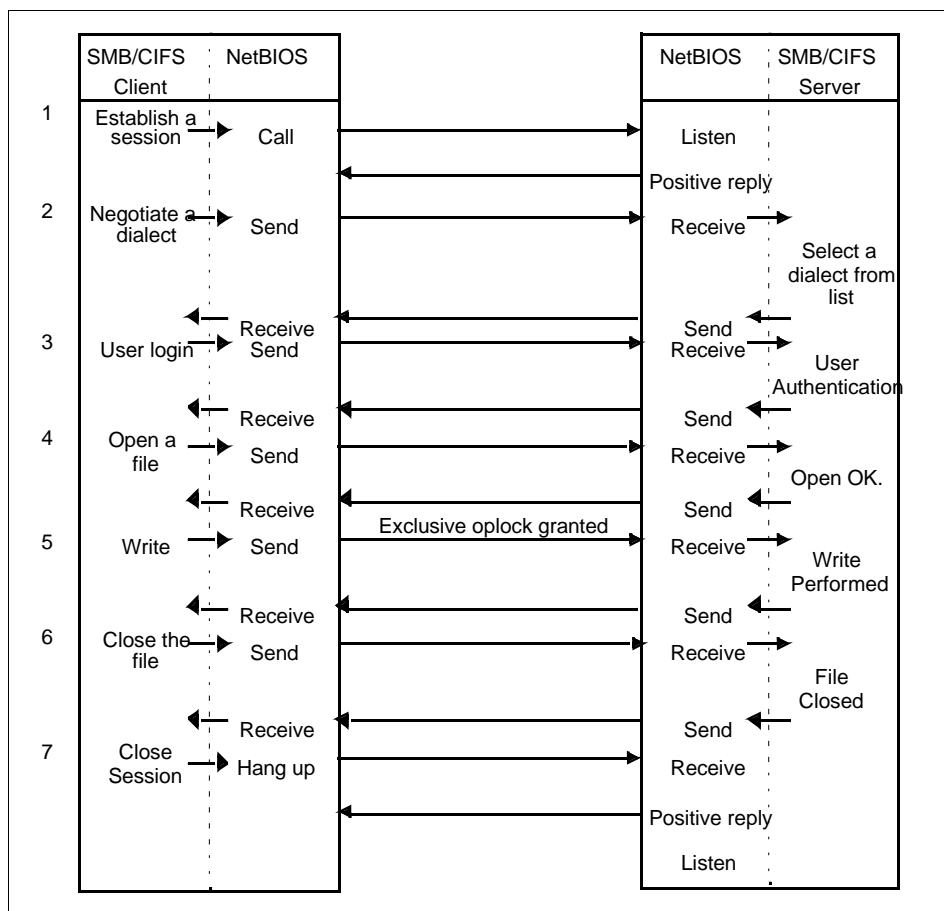 SMB/CIFS NetBIOS NetBIOS SMB/CIFS
Client Server
1
Establish a
session Call Listen
Positive reply
2
Negotiate a
dialect Send Receive
Select a
dialect from
list
Receive Send
3
User login Send Receive
User
Authentication
Receive Send
4
Open a
file Send Receive
Open OK.
Receive Send
Exclusive oplock granted
5
Write Send Receive
Write
Performed
Receive Send
6
Close the
file Send Receive
File
Closed
Receive Send
7
Close
Session Hang up Receive
Positive reply
Listen